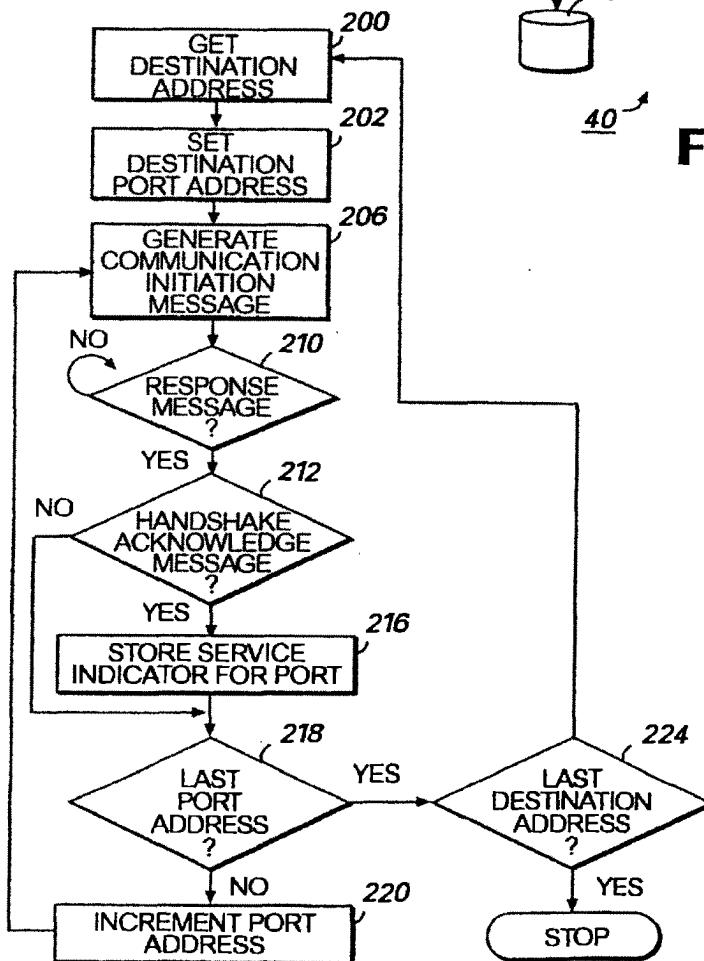 200
GET
DESTINATION
ADDRESS
40
F
202
SET
DESTINATION
PORT ADDRESS
206
GENERATE
COMMUNICATION
INITIATION
MESSAGE
NO
210
RESPONSE
MESSAGE
?
YES
212
NO
HANDSHAKE
ACKNOWLEDGE
MESSAGE
?
YES
216
STORE SERVICE
INDICATOR FOR PORT
218
LAST
PORT
ADDRESS
?
YES
224
LAST
DESTINATION
ADDRESS
?
NO
220
INCREMENT PORT
ADDRESS
YES
STOP